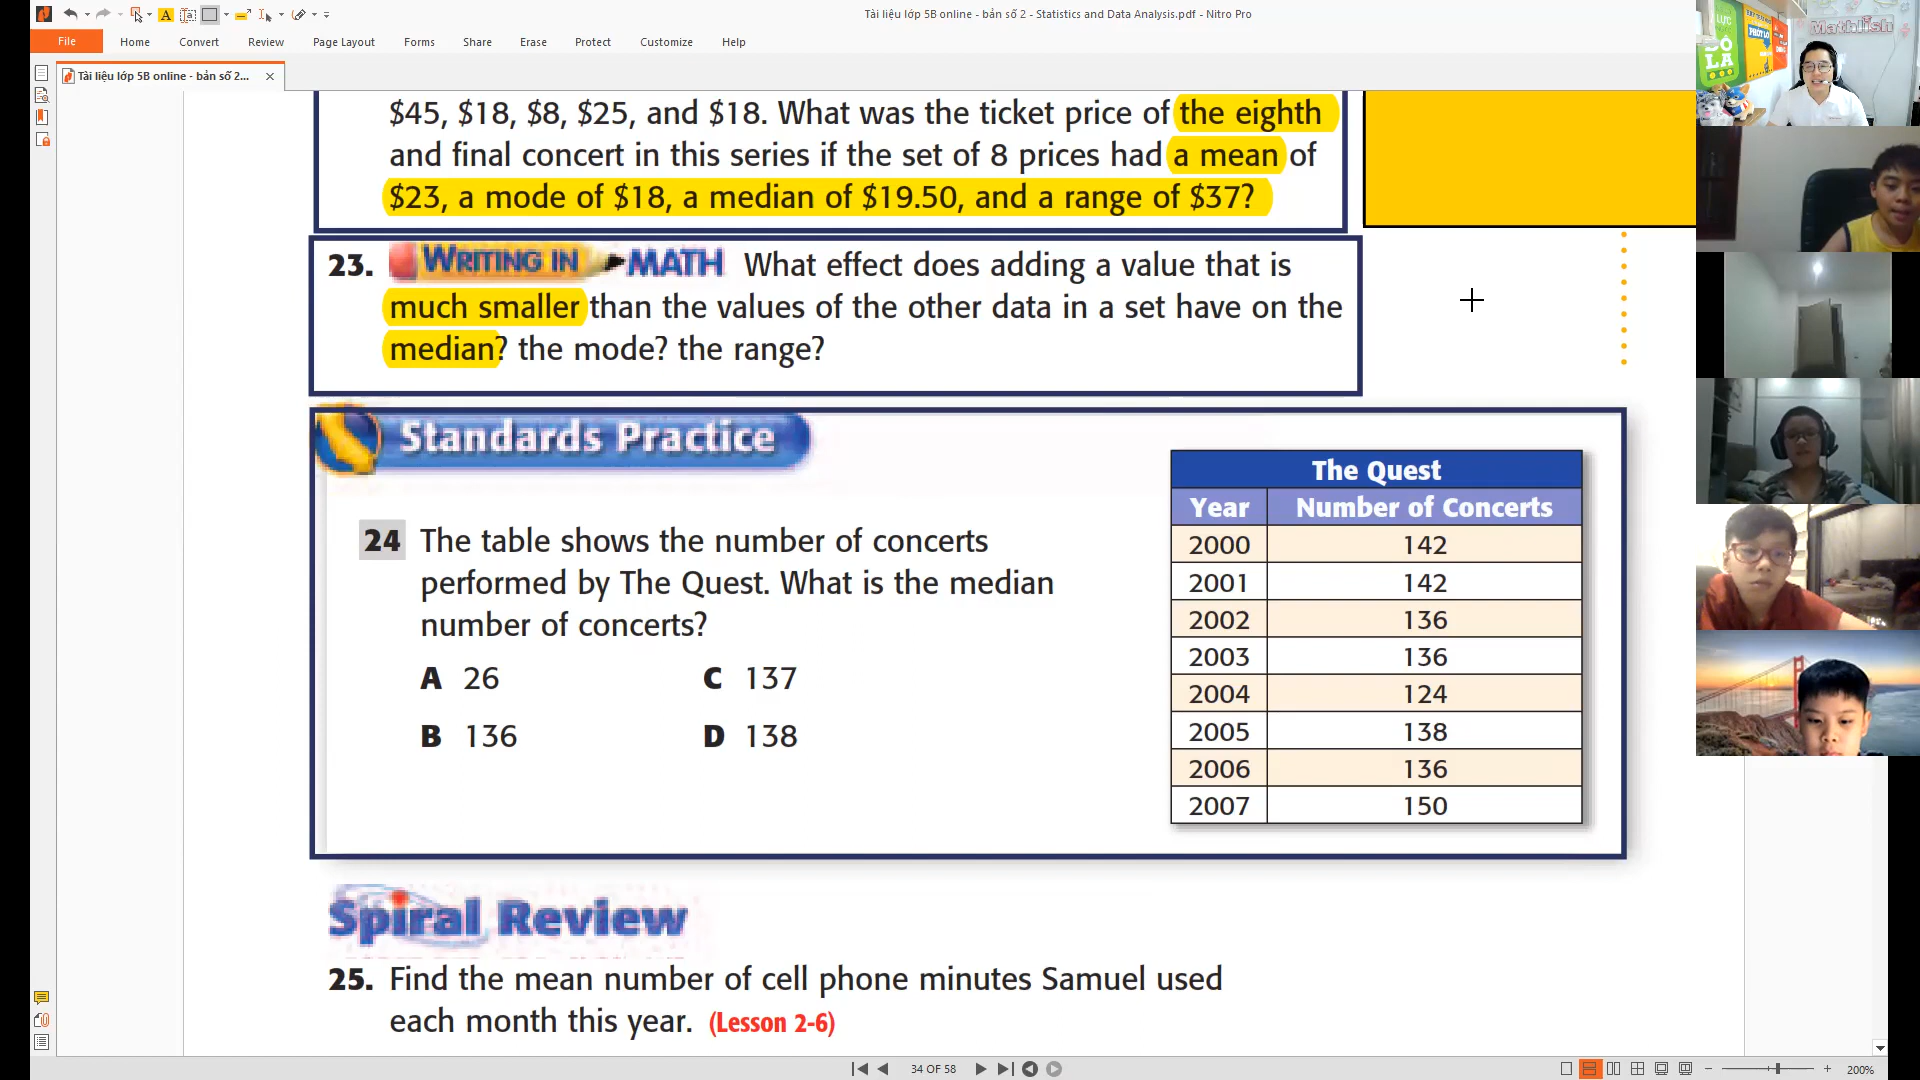 Tài liệu lớp 5B online - bản số 2 - Statistics and Data Analysis.pdf - Nitro Pro
File Home Convert Review Page Layout Forms Share Erase Protect Customize Help
Tài liệu lớp 5B online - bản số 2...
$45, $18, $8, $25, and $18. What was the ticket price of the eighth
and final concert in this series if the set of 8 prices had a mean of
$23, a mode of $18, a median of $19.50, and a range of $37?
23. WRITING IN MATH What effect does adding a value that is
much smaller than the values of the other data in a set have on the
median? the mode? the range?
Standards Practice
24 The table shows the number of concerts
performed by The Quest. What is the median
number of concerts?
A 26 C 137
B 136 D 138
The Quest
Year Number of Concerts
2000 142
2001 142
2002 136
2003 136
2004 124
2005 138
2006 136
2007 150
Spiral Review
25. Find the mean number of cell phone minutes Samuel used
each month this year. (Lesson 2-6)
34 OF 58
200%
Mathlish